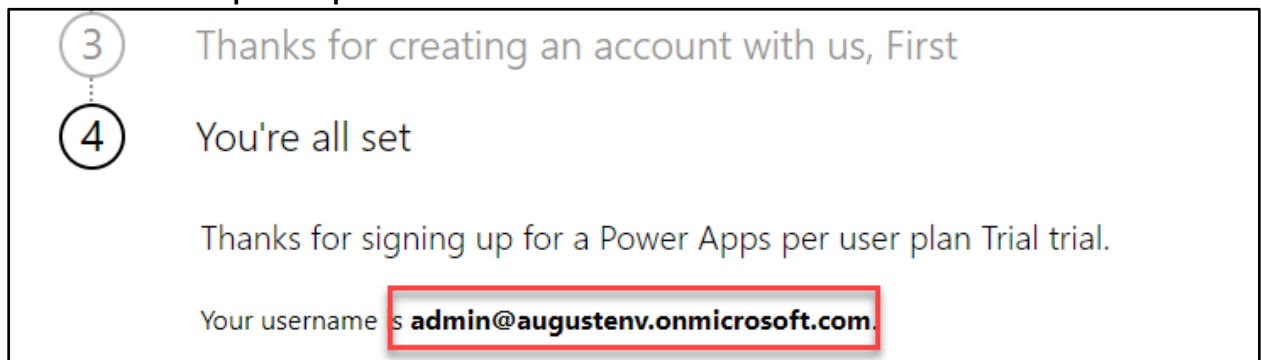 3 Thanks for creating an account with us, First
4 You're all set
Thanks for signing up for a Power Apps per user plan Trial trial.
Your username is admin@augustenv.onmicrosoft.com.